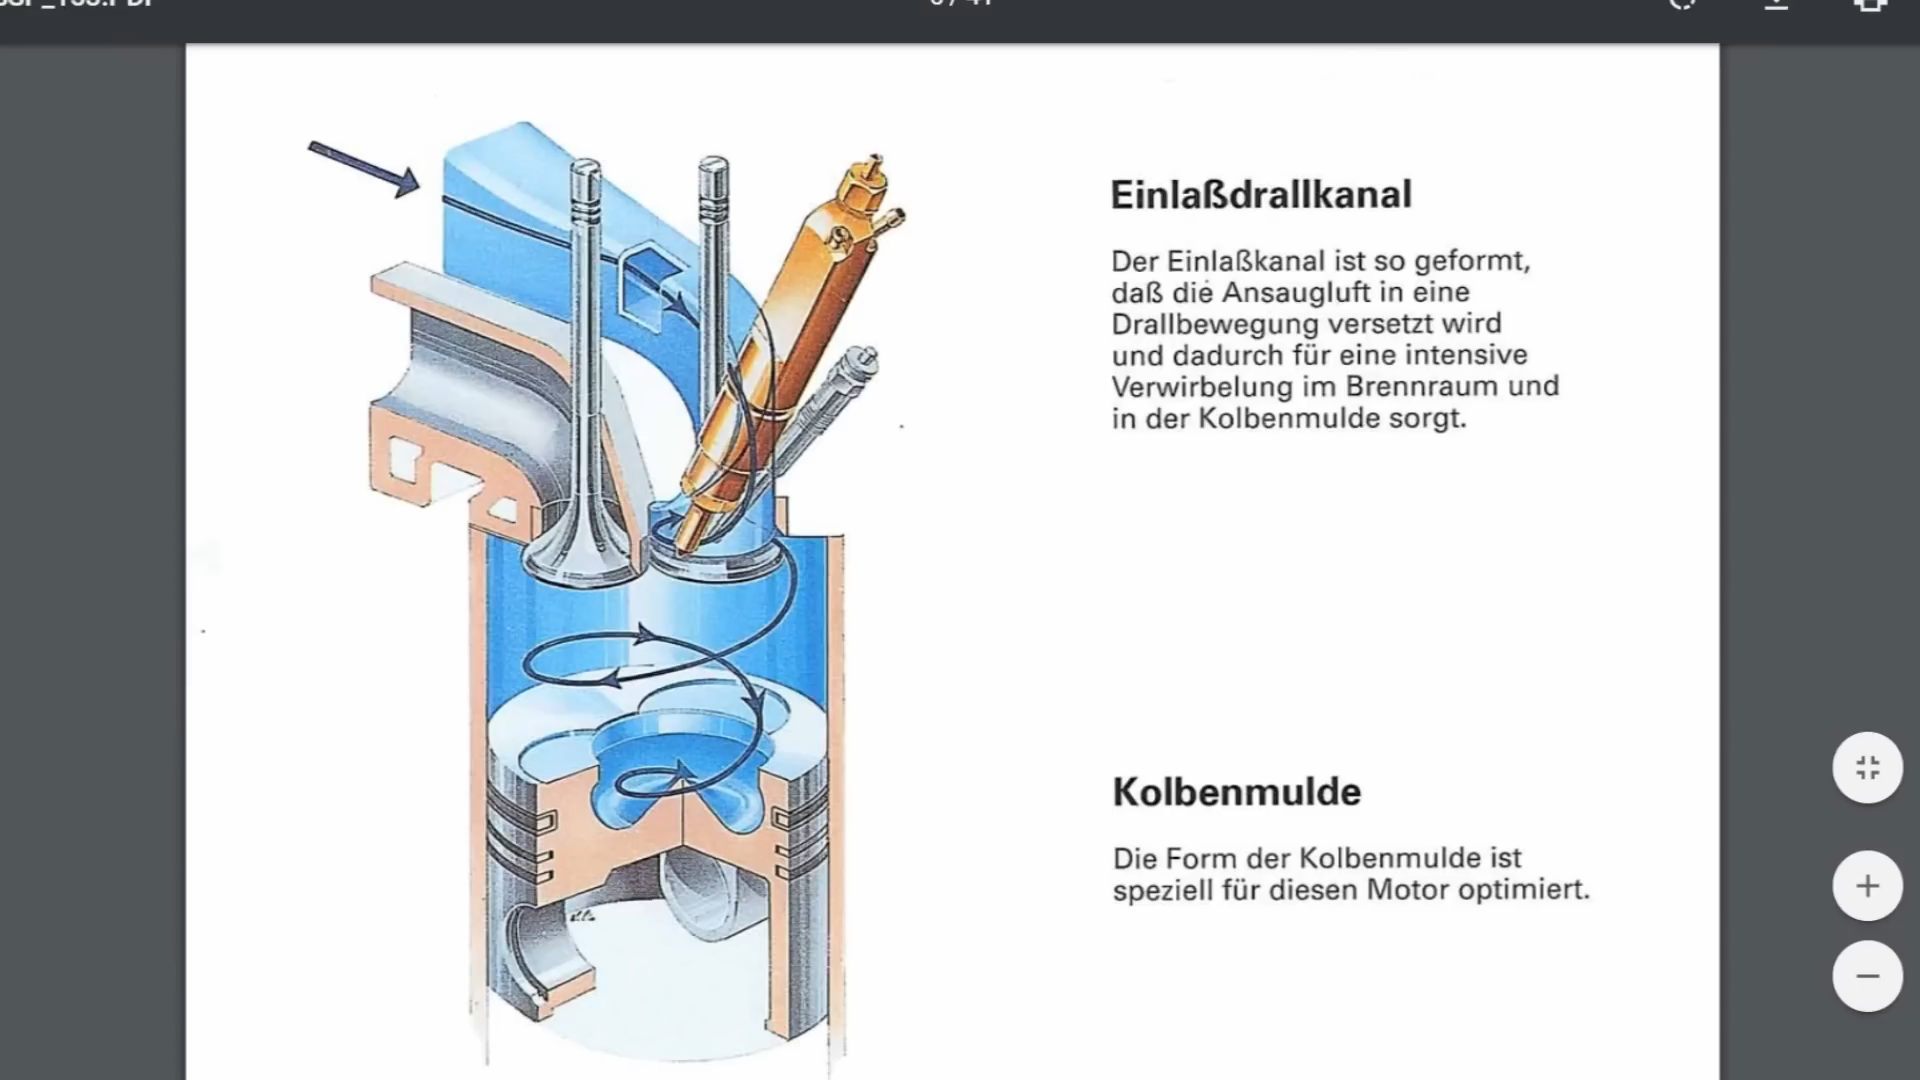 Einlaßdrallkanal
Der Einlaßkanal ist so geformt,
daß die Ansaugluft in eine
Drallbewegung versetzt wird
und dadurch für eine intensive
Verwirbelung im Brennraum und
in der Kolbenmulde sorgt.
Kolbenmulde
Die Form der Kolbenmulde ist
speziell für diesen Motor optimiert.